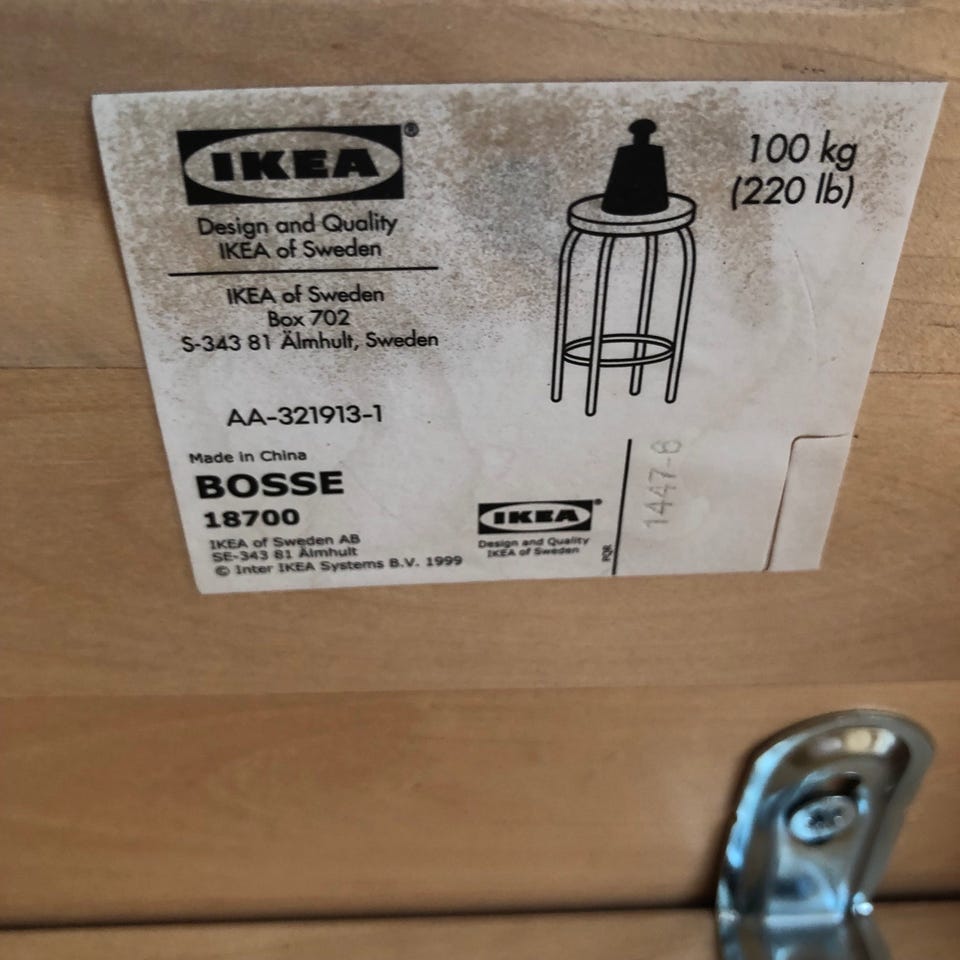 IKEA®
Design and Quality
IKEA of Sweden
IKEA of Sweden
Box 702
S-343 81 Älmhult, Sweden
AA-321913-1
100 kg
(220 lb)
Made in China
BOSSE
18700
IKEA of Sweden AB
SE-343 81 Älmhult
© Inter IKEA Systems B.V. 1999
IKEA®
Design and Quality
IKEA of Sweden
PQR
1447-8